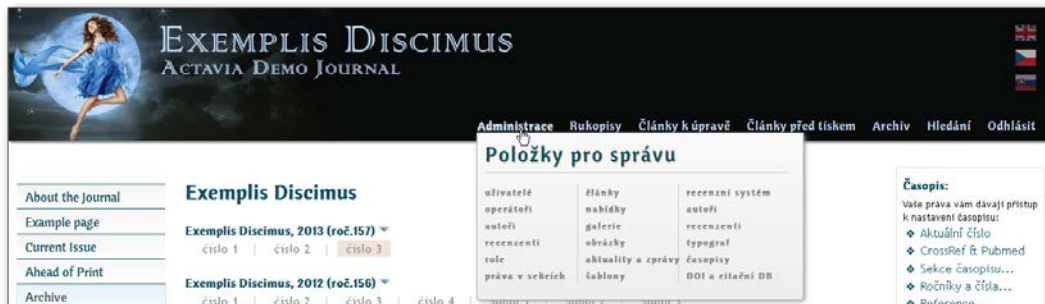 Exemplis Discimus
Actavia Demo Journal
Administrace Rukopisy Články k úpravě Články před tiskem Archiv Hledání Odhlásit
Položky pro správu
uživatelé články recenzní systém
operátoři nabídky autoři
autoři galerie recenzenti
recenzenti obrázky typograf
role aktuality a zprávy časopisy
práva v sekcích šablony DOI a citační DB
About the Journal
Example page
Current Issue
Ahead of Print
Archive
Exemplis Discimus
Exemplis Discimus, 2013 (roč.157)
číslo 1 | číslo 2 | číslo 3
Exemplis Discimus, 2012 (roč.156)
číslo 1 | číslo 2 | číslo 3 | číslo 4
Časopis:
Vaše práva vám dávají přístup
k nastavení časopisu:
Aktuální číslo
CrossRef & Pubmed
Sekce časopisu...
Ročníky a čísla...
Reference